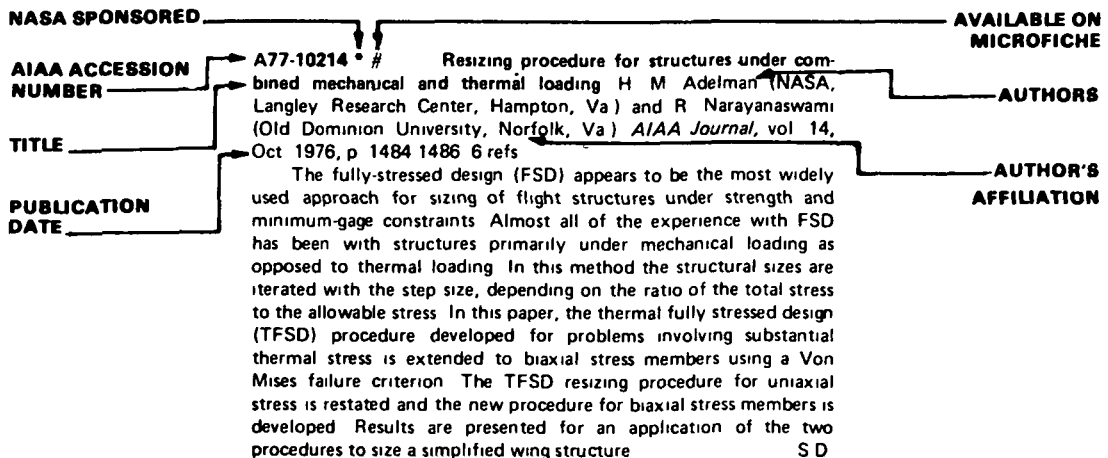 NASA SPONSORED
AVAILABLE ON
MICROFICHE
AIAA ACCESSION
NUMBER
TITLE
PUBLICATION
DATE
AUTHORS
AUTHOR'S
AFFILIATION
A77-10214 * # Resizing procedure for structures under com-
bined mechanical and thermal loading H M Adelman (NASA,
Langley Research Center, Hampton, Va ) and R Narayanaswami
(Old Dominion University, Norfolk, Va ) AIAA Journal, vol 14,
Oct 1976, p 1484 1486 6 refs
The fully-stressed design (FSD) appears to be the most widely
used approach for sizing of flight structures under strength and
minimum-gage constraints Almost all of the experience with FSD
has been with structures primarily under mechanical loading as
opposed to thermal loading In this method the structural sizes are
iterated with the step size, depending on the ratio of the total stress
to the allowable stress In this paper, the thermal fully stressed design
(TFSD) procedure developed for problems involving substantial
thermal stress is extended to biaxial stress members using a Von
Mises failure criterion The TFSD resizing procedure for uniaxial
stress is restated and the new procedure for biaxial stress members is
developed Results are presented for an application of the two
procedures to size a simplified wing structure S D